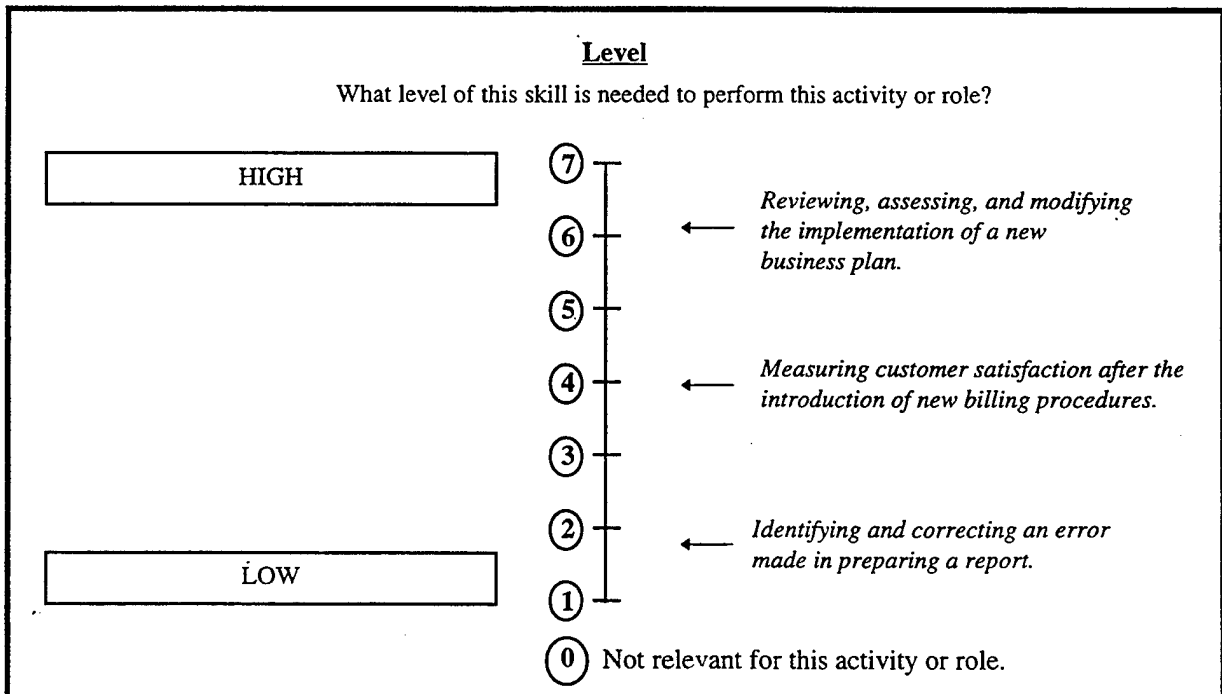 Level
What level of this skill is needed to perform this activity or role?
HIGH
7
Reviewing, assessing, and modifying
the implementation of a new
business plan.
6
5
Measuring customer satisfaction after the
introduction of new billing procedures.
4
3
2
Identifying and correcting an error
made in preparing a report.
LOW
1
0 Not relevant for this activity or role.